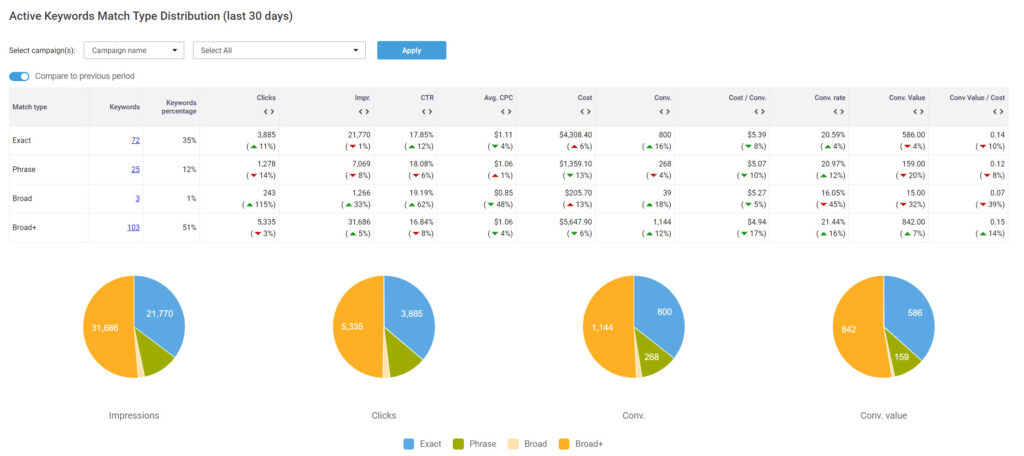 Active Keywords Match Type Distribution (last 30 days)
Select campaign(s): Campaign name Select All Apply
Compare to previous period
Match type Keywords Keywords percentage Clicks Impr. CTR Avg. CPC Cost Conv. Cost / Conv. Conv. rate Conv. Value Conv Value / Cost
Exact 72 35% 3,885 21,770 17.85% $1.11 $4,308.40 800 $5.39 20.59% 586.00 0.14
(▲ 11%) (▼ 1%) (▲ 12%) (▼ 4%) (▲ 6%) (▲ 16%) (▼ 8%) (▲ 4%) (▼ 4%) (▼ 10%)
Phrase 25 12% 1,278 7,069 18.08% $1.06 $1,359.10 268 $5.07 20.97% 159.00 0.12
(▼ 14%) (▼ 8%) (▼ 6%) (▲ 1%) (▼ 13%) (▼ 4%) (▼ 10%) (▲ 12%) (▼ 20%) (▼ 8%)
Broad 3 1% 243 1,266 19.19% $0.85 $205.70 39 $5.27 16.05% 15.00 0.07
(▲ 115%) (▲ 33%) (▲ 62%) (▼ 48%) (▲ 13%) (▲ 18%) (▼ 5%) (▼ 45%) (▼ 32%) (▼ 39%)
Broad+ 103 51% 5,335 31,686 16.84% $1.06 $5,647.90 1,144 $4.94 21.44% 842.00 0.15
(▼ 3%) (▲ 5%) (▼ 8%) (▼ 4%) (▼ 6%) (▲ 12%) (▼ 17%) (▲ 16%) (▲ 7%) (▲ 14%)
21,770
31,686
Impressions
3,885
5,335
Clicks
800
1,144
268
Conv.
586
842
159
Conv. value
Exact Phrase Broad Broad+